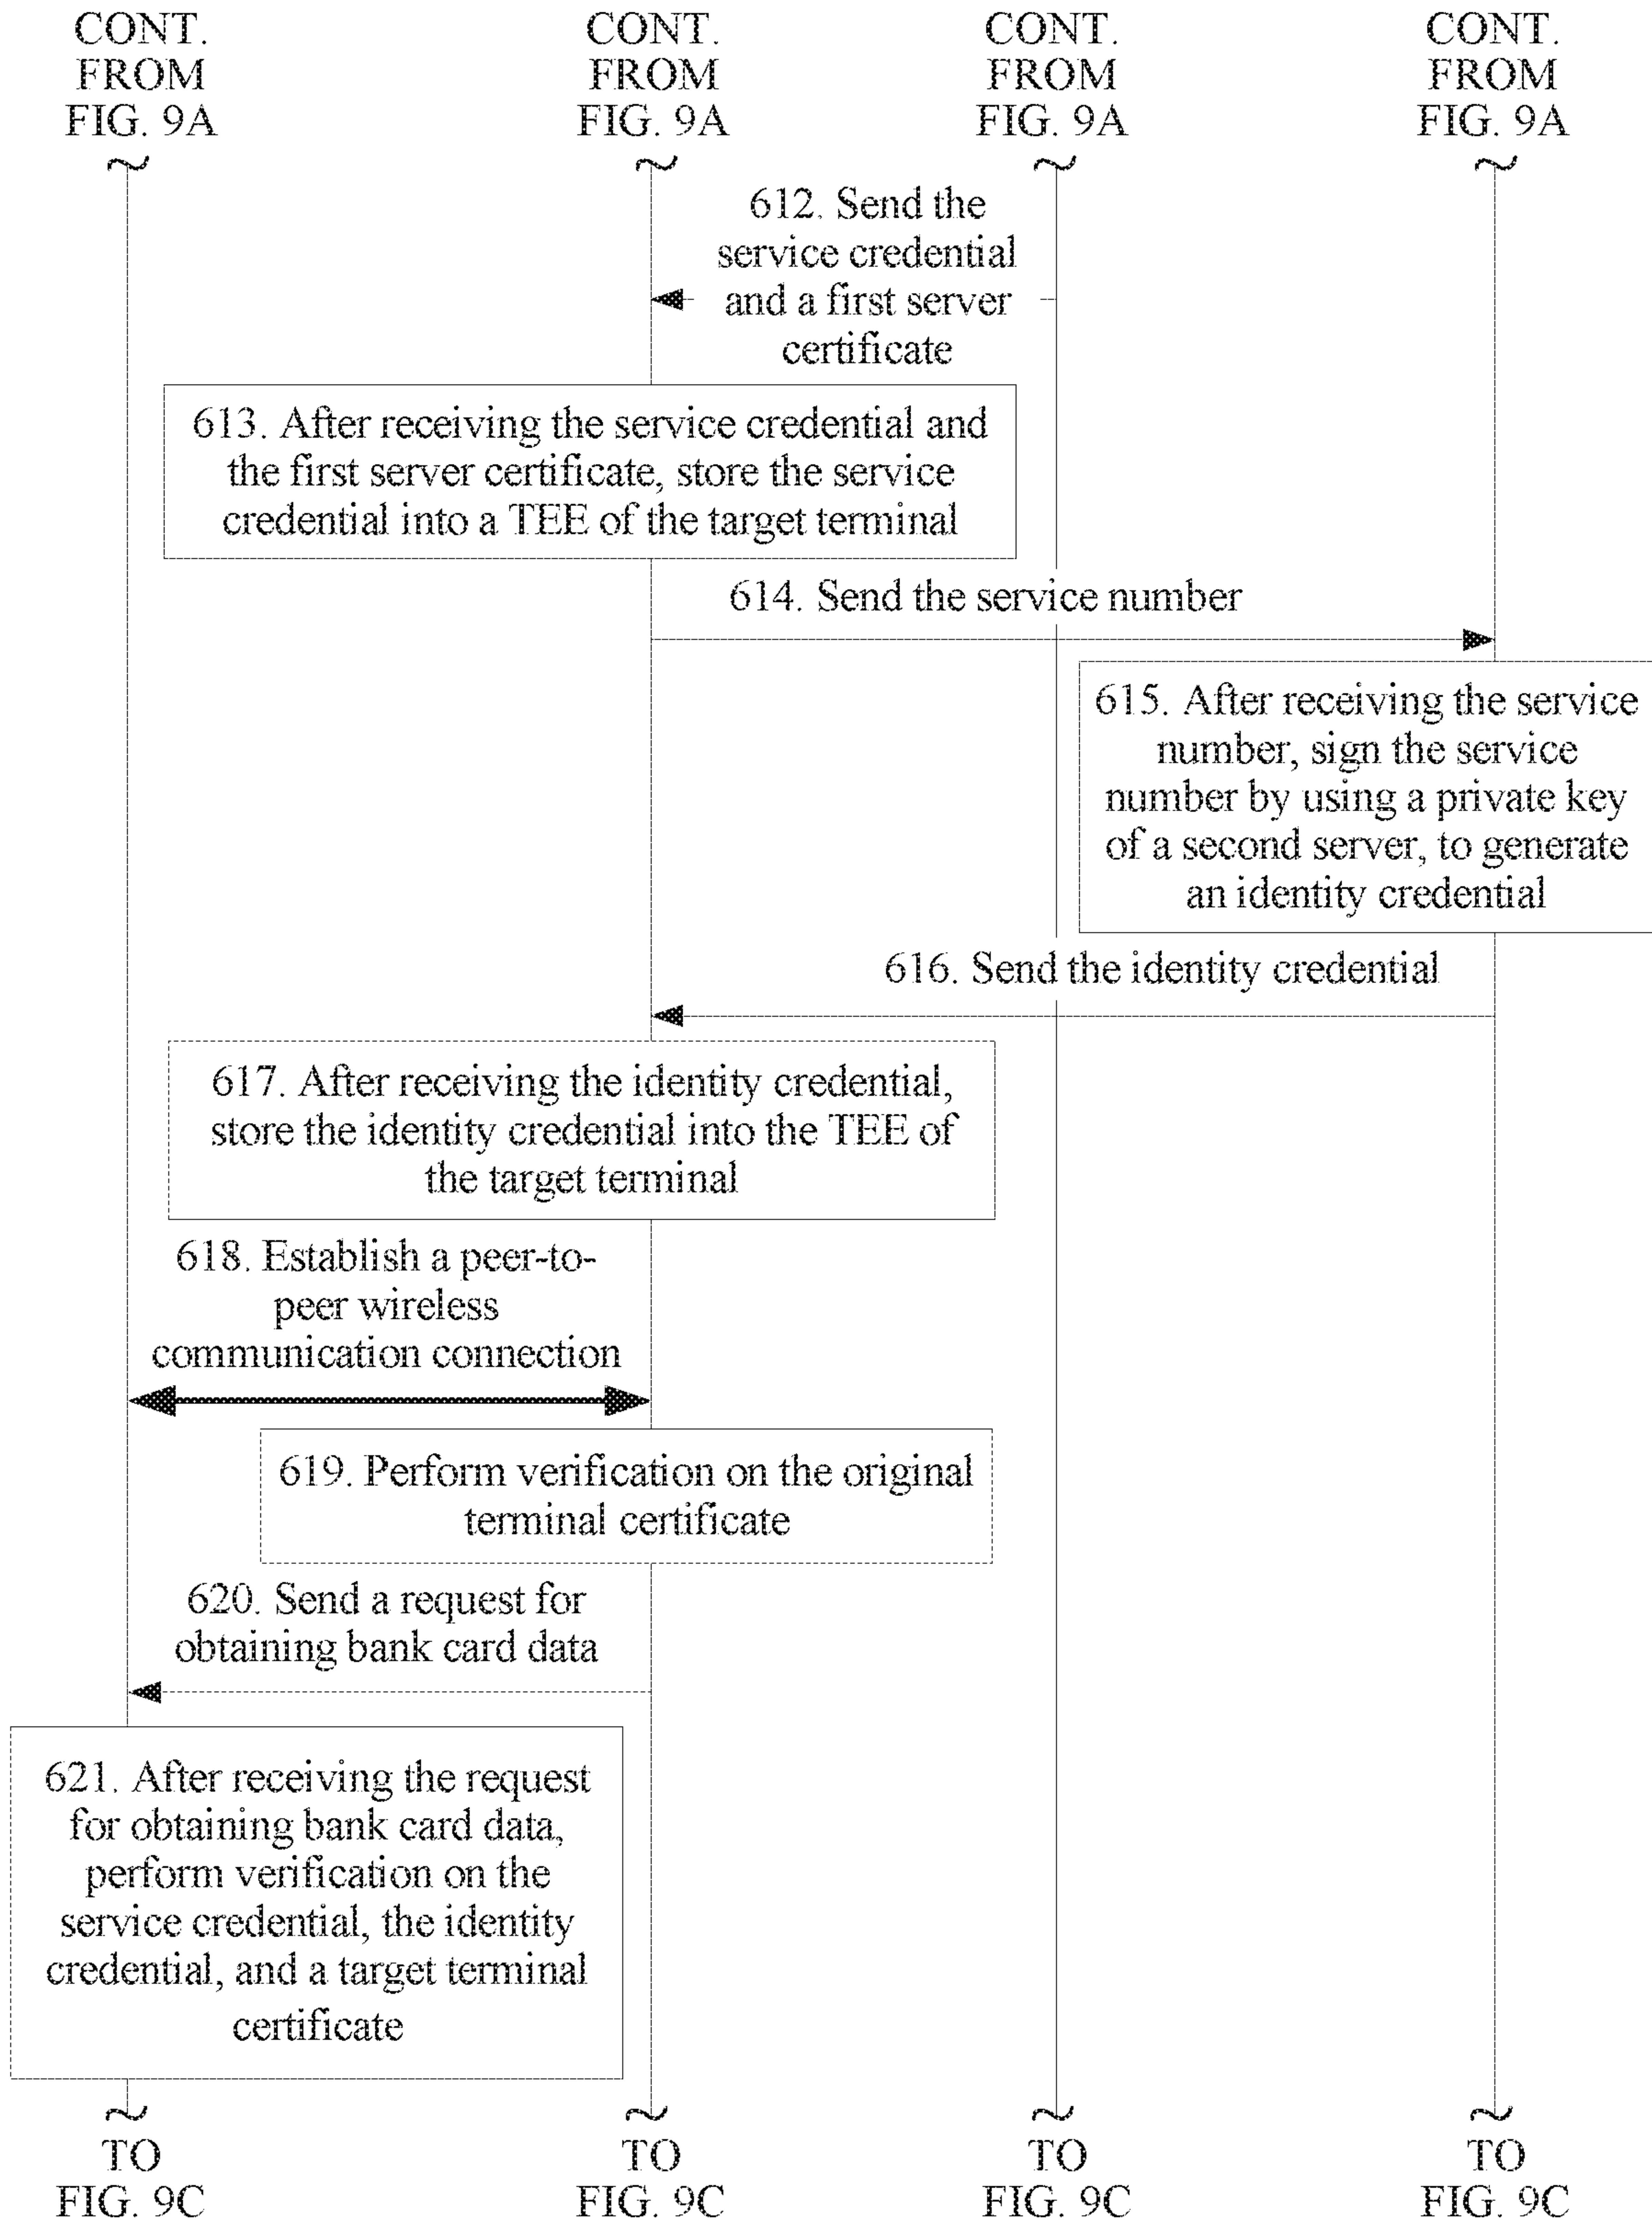 CONT. CONT. CONT. CONT.
FROM FROM FROM FROM
FIG. 9A FIG. 9A FIG. 9A FIG. 9A
612. Send the
service credential
and a first server
certificate
613. After receiving the service credential and
the first server certificate, store the service
credential into a TEE of the target terminal
614. Send the service number
615. After receiving the service
number, sign the service
number by using a private key
of a second server, to generate
an identity credential
616. Send the identity credential
617. After receiving the identity credential,
store the identity credential into the TEE of
the target terminal
618. Establish a peer-to-
peer wireless
communication connection
619. Perform verification on the original
terminal certificate
620. Send a request for
obtaining bank card data
621. After receiving the request
for obtaining bank card data,
perform verification on the
service credential, the identity
credential, and a target terminal
certificate
TO TO TO TO
FIG. 9C FIG. 9C FIG. 9C FIG. 9C